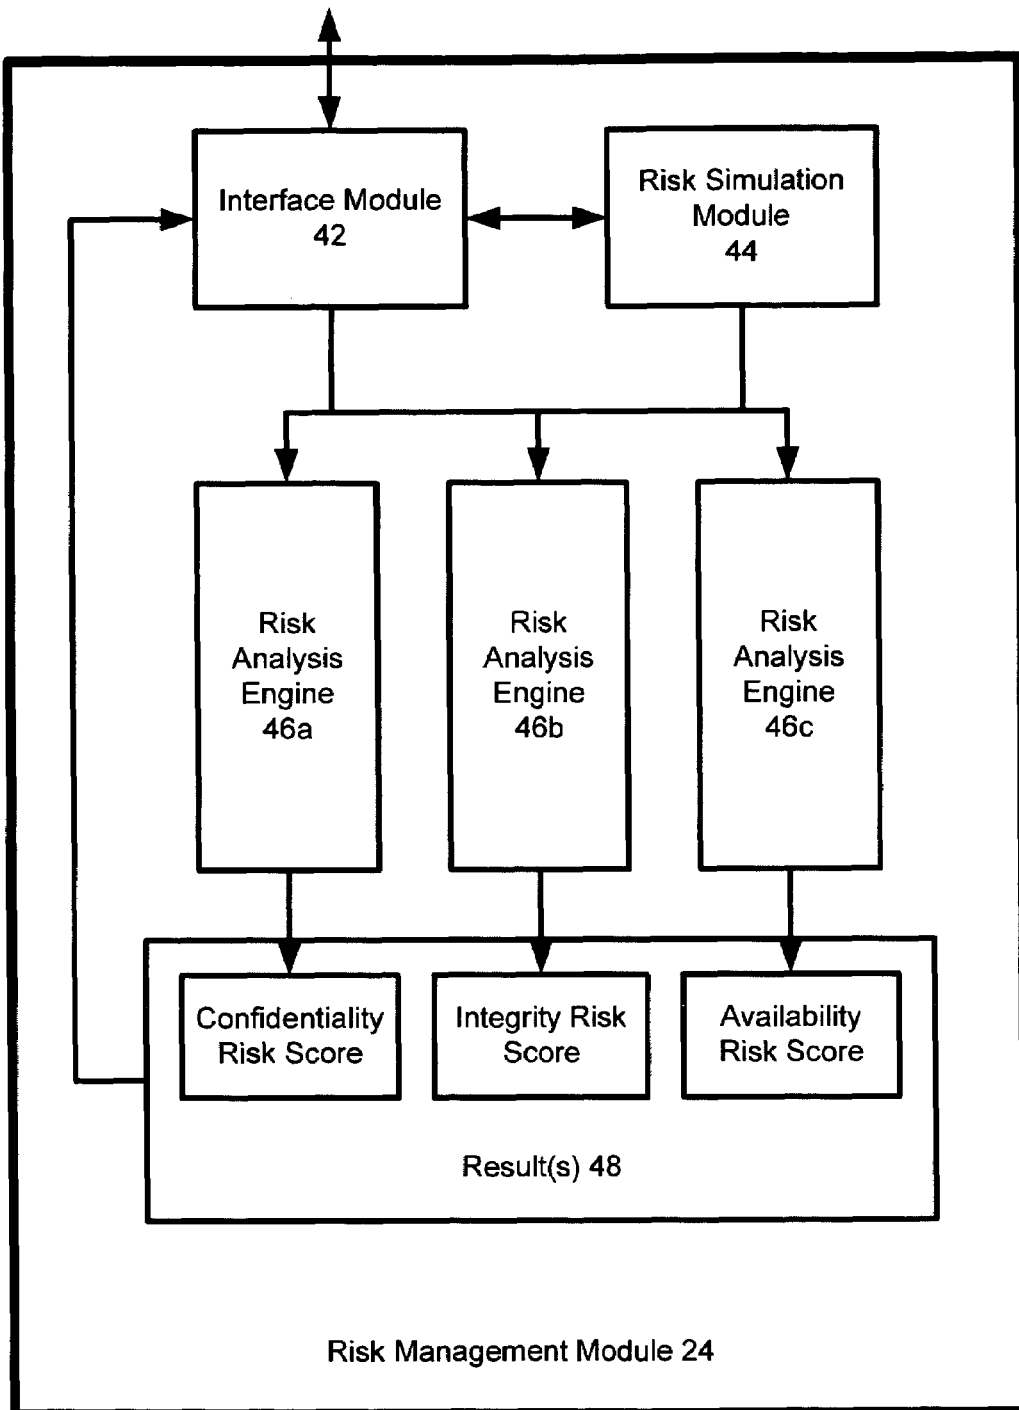 Interface Module
42
Risk Simulation
Module
44
Risk
Analysis
Engine
46a
Risk
Analysis
Engine
46b
Risk
Analysis
Engine
46c
Confidentiality
Risk Score
Integrity Risk
Score
Availability
Risk Score
Result(s) 48
Risk Management Module 24